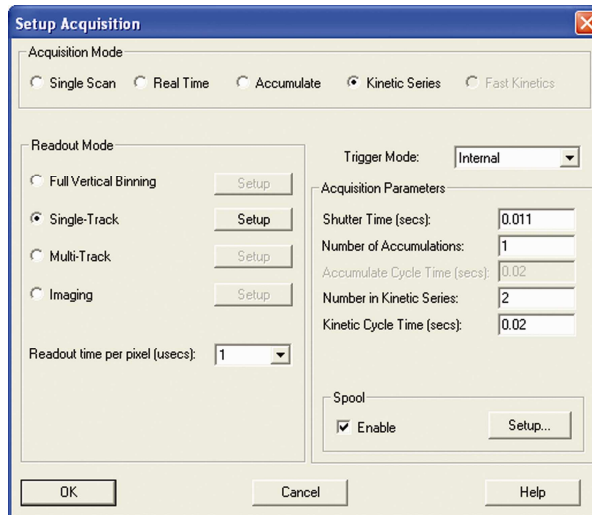 Setup Acquisition
Acquisition Mode
Single Scan Real Time Accumulate Kinetic Series Fast Kinetics
Readout Mode
Full Vertical Binning Setup
Single-Track Setup
Multi-Track Setup
Imaging Setup
Readout time per pixel (usecs): 1
Trigger Mode: Internal
Acquisition Parameters
Shutter Time (secs): 0.011
Number of Accumulations: 1
Accumulate Cycle Time (secs): 0.02
Number in Kinetic Series: 2
Kinetic Cycle Time (secs): 0.02
Spool
Enable Setup...
OK Cancel Help